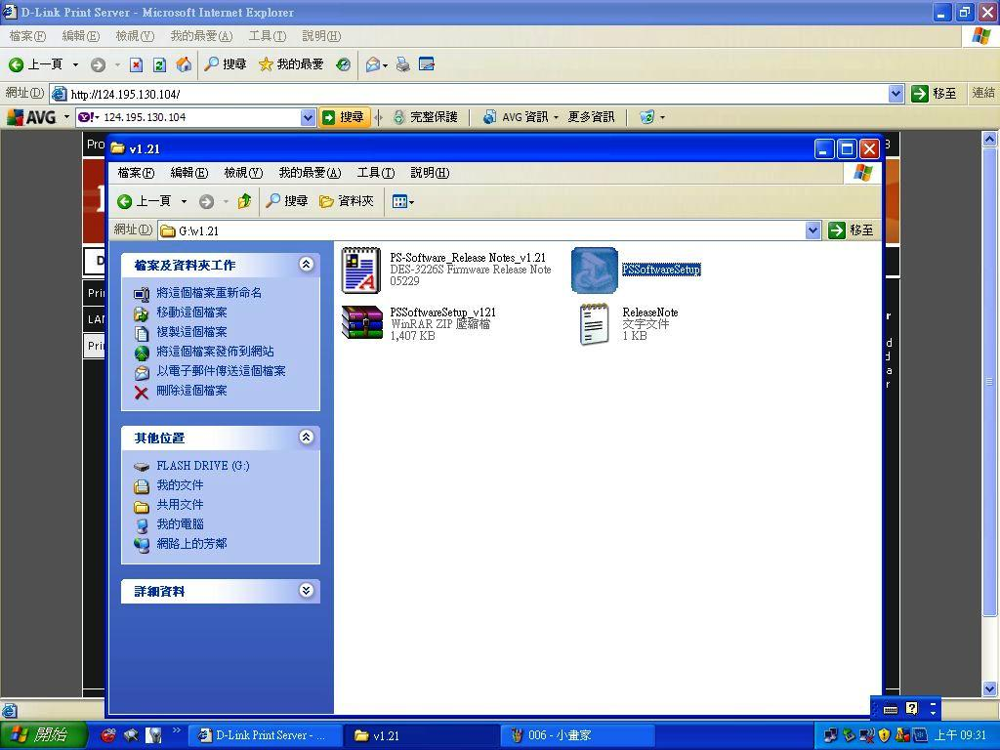 D-Link Print Server - Microsoft Internet Explorer
檔案(F) 編輯(E) 檢視(V) 我的最愛(A) 工具(T) 說明(H)
上一頁 搜尋 我的最愛
網址(D) http://124.195.130.104/ 移至 連結
AVG Y! 124.195.130.104 搜尋 完整保護 AVG 資訊 更多資訊
Pro
v1.21
檔案(F) 編輯(E) 檢視(V) 我的最愛(A) 工具(T) 說明(H)
上一頁 搜尋 資料夾
網址(D) G:\v1.21 移至
D
Prin
LAN
Prin
r
d
d
a
r
檔案及資料夾工作
將這個檔案重新命名
移動這個檔案
複製這個檔案
將這個檔案發佈到網站
以電子郵件傳送這個檔案
刪除這個檔案
其他位置
FLASH DRIVE (G:)
我的文件
共用文件
我的電腦
網路上的芳鄰
詳細資料
PS-Software_Release Notes_v1.21
DES-3226S Firmware Release Note
05229
PSSoftwareSetup
PSSoftwareSetup_v121
WinRAR ZIP 壓縮檔
1,407 KB
ReleaseNote
文字文件
1 KB
開始 D-Link Print Server - ... v1.21 006 - 小畫家 上午 09:31